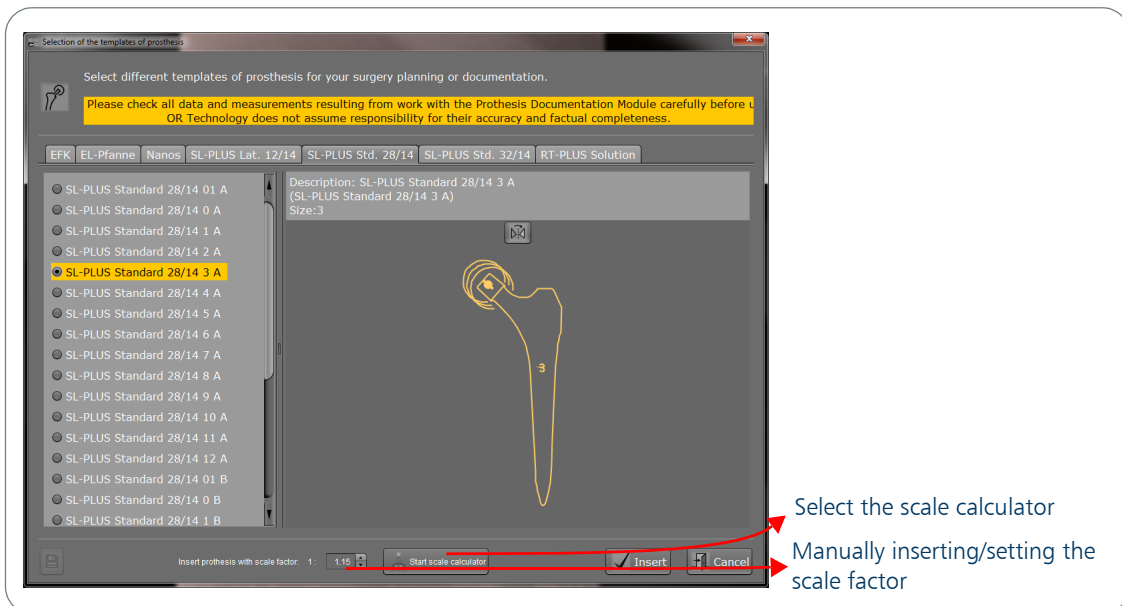 Selection of the templates of prosthesis
Select different templates of prosthesis for your surgery planning or documentation.
Please check all data and measurements resulting from work with the Prothesis Documentation Module carefully before u
OR Technology does not assume responsibility for their accuracy and factual completeness.
EFK EL-Pfanne Nanos SL-PLUS Lat. 12/14 SL-PLUS Std. 28/14 SL-PLUS Std. 32/14 RT-PLUS Solution
SL-PLUS Standard 28/14 01 A
SL-PLUS Standard 28/14 0 A
SL-PLUS Standard 28/14 1 A
SL-PLUS Standard 28/14 2 A
SL-PLUS Standard 28/14 3 A
SL-PLUS Standard 28/14 4 A
SL-PLUS Standard 28/14 5 A
SL-PLUS Standard 28/14 6 A
SL-PLUS Standard 28/14 7 A
SL-PLUS Standard 28/14 8 A
SL-PLUS Standard 28/14 9 A
SL-PLUS Standard 28/14 10 A
SL-PLUS Standard 28/14 11 A
SL-PLUS Standard 28/14 12 A
SL-PLUS Standard 28/14 01 B
SL-PLUS Standard 28/14 0 B
SL-PLUS Standard 28/14 1 B
Description: SL-PLUS Standard 28/14 3 A
(SL-PLUS Standard 28/14 3 A)
Size:3
3
Insert prothesis with scale factor: 1 : 1.15 Start scale calculator Insert Cancel
Select the scale calculator
Manually inserting/setting the
scale factor